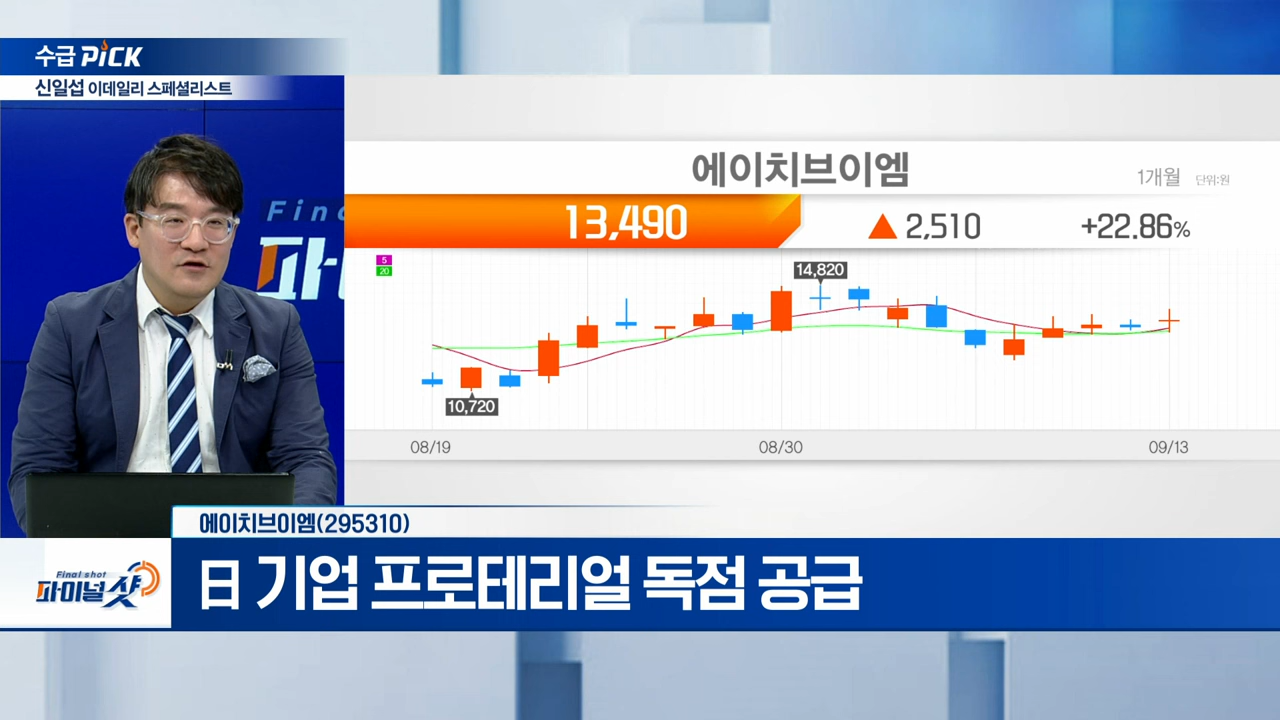 수급 PiCK
신일섭 이데일리 스페셜리스트
Fin
파
에이치브이엠
1개월 단위:원
13,490 ▲ 2,510 +22.86%
5
20
14,820
10,720
08/19 08/30 09/13
에이치브이엠(295310)
日 기업 프로테리얼 독점 공급
Final shot
파이널샷